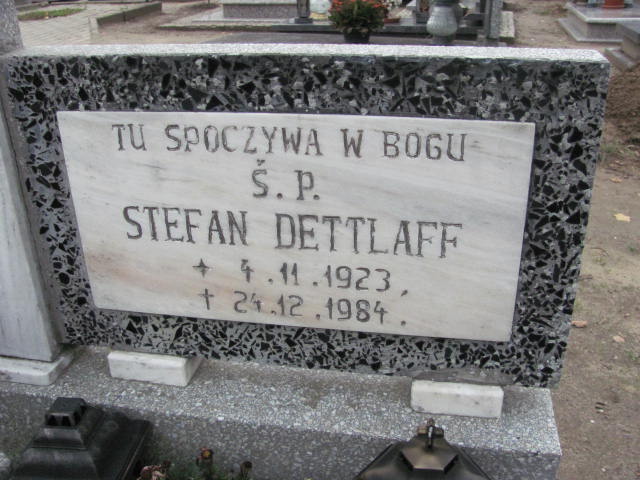 TU SPOCZYWA W BOGU
Ś. P.
STEFAN DETTLAFF
✦ 4.11.1923,
† 24.12.1984.